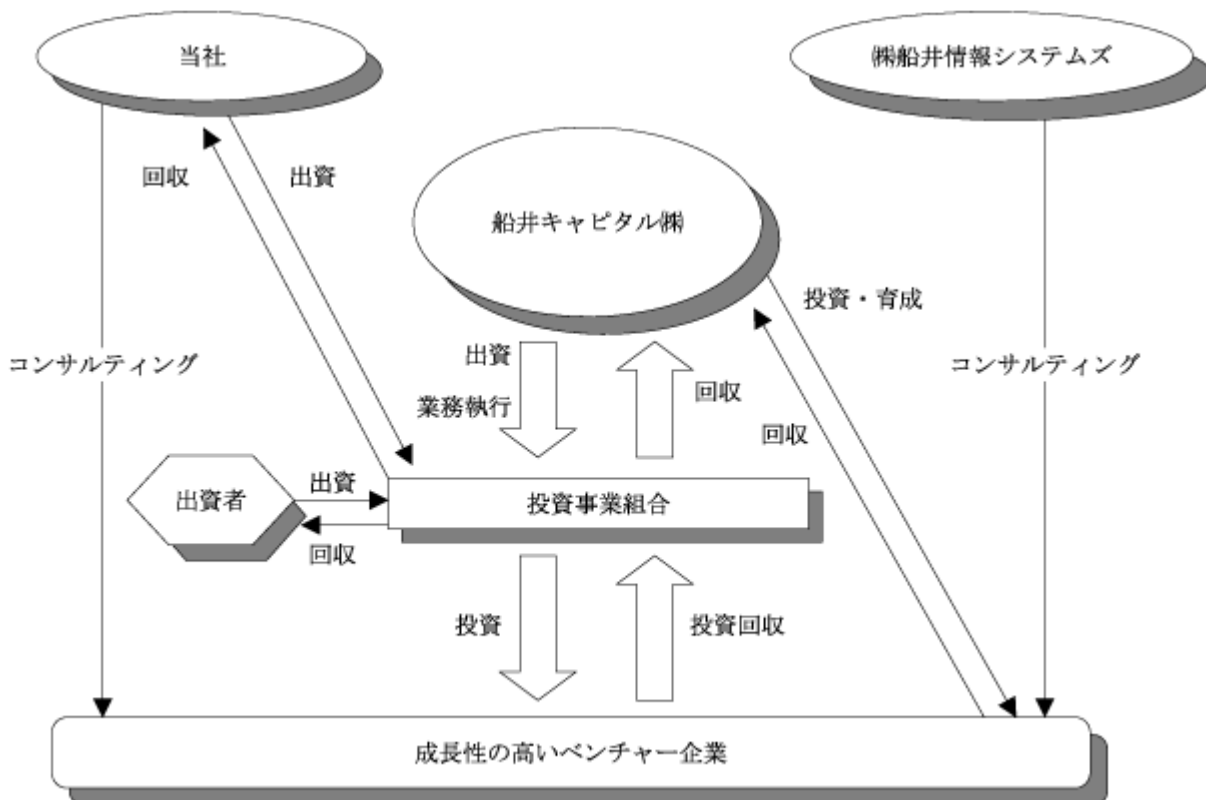 当社
㈱船井情報システムズ
回収
出資
船井キャピタル㈱
投資・育成
コンサルティング
出資
コンサルティング
業務執行
回収
回収
出資者
出資
投資事業組合
回収
投資
投資回収
成長性の高いベンチャー企業